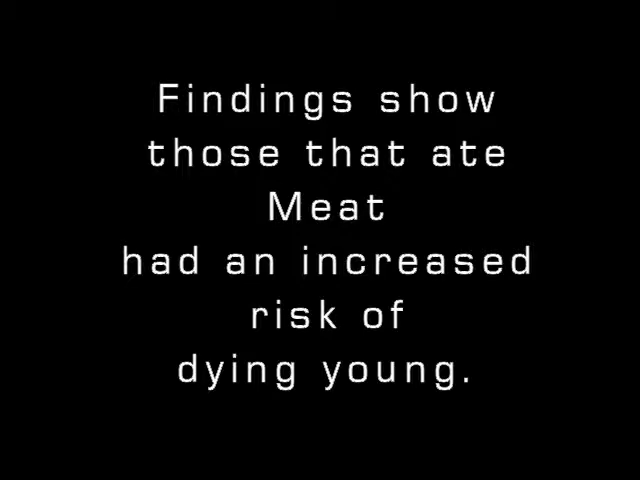 Findings show
those that ate
Meat
had an increased
risk of
dying young.